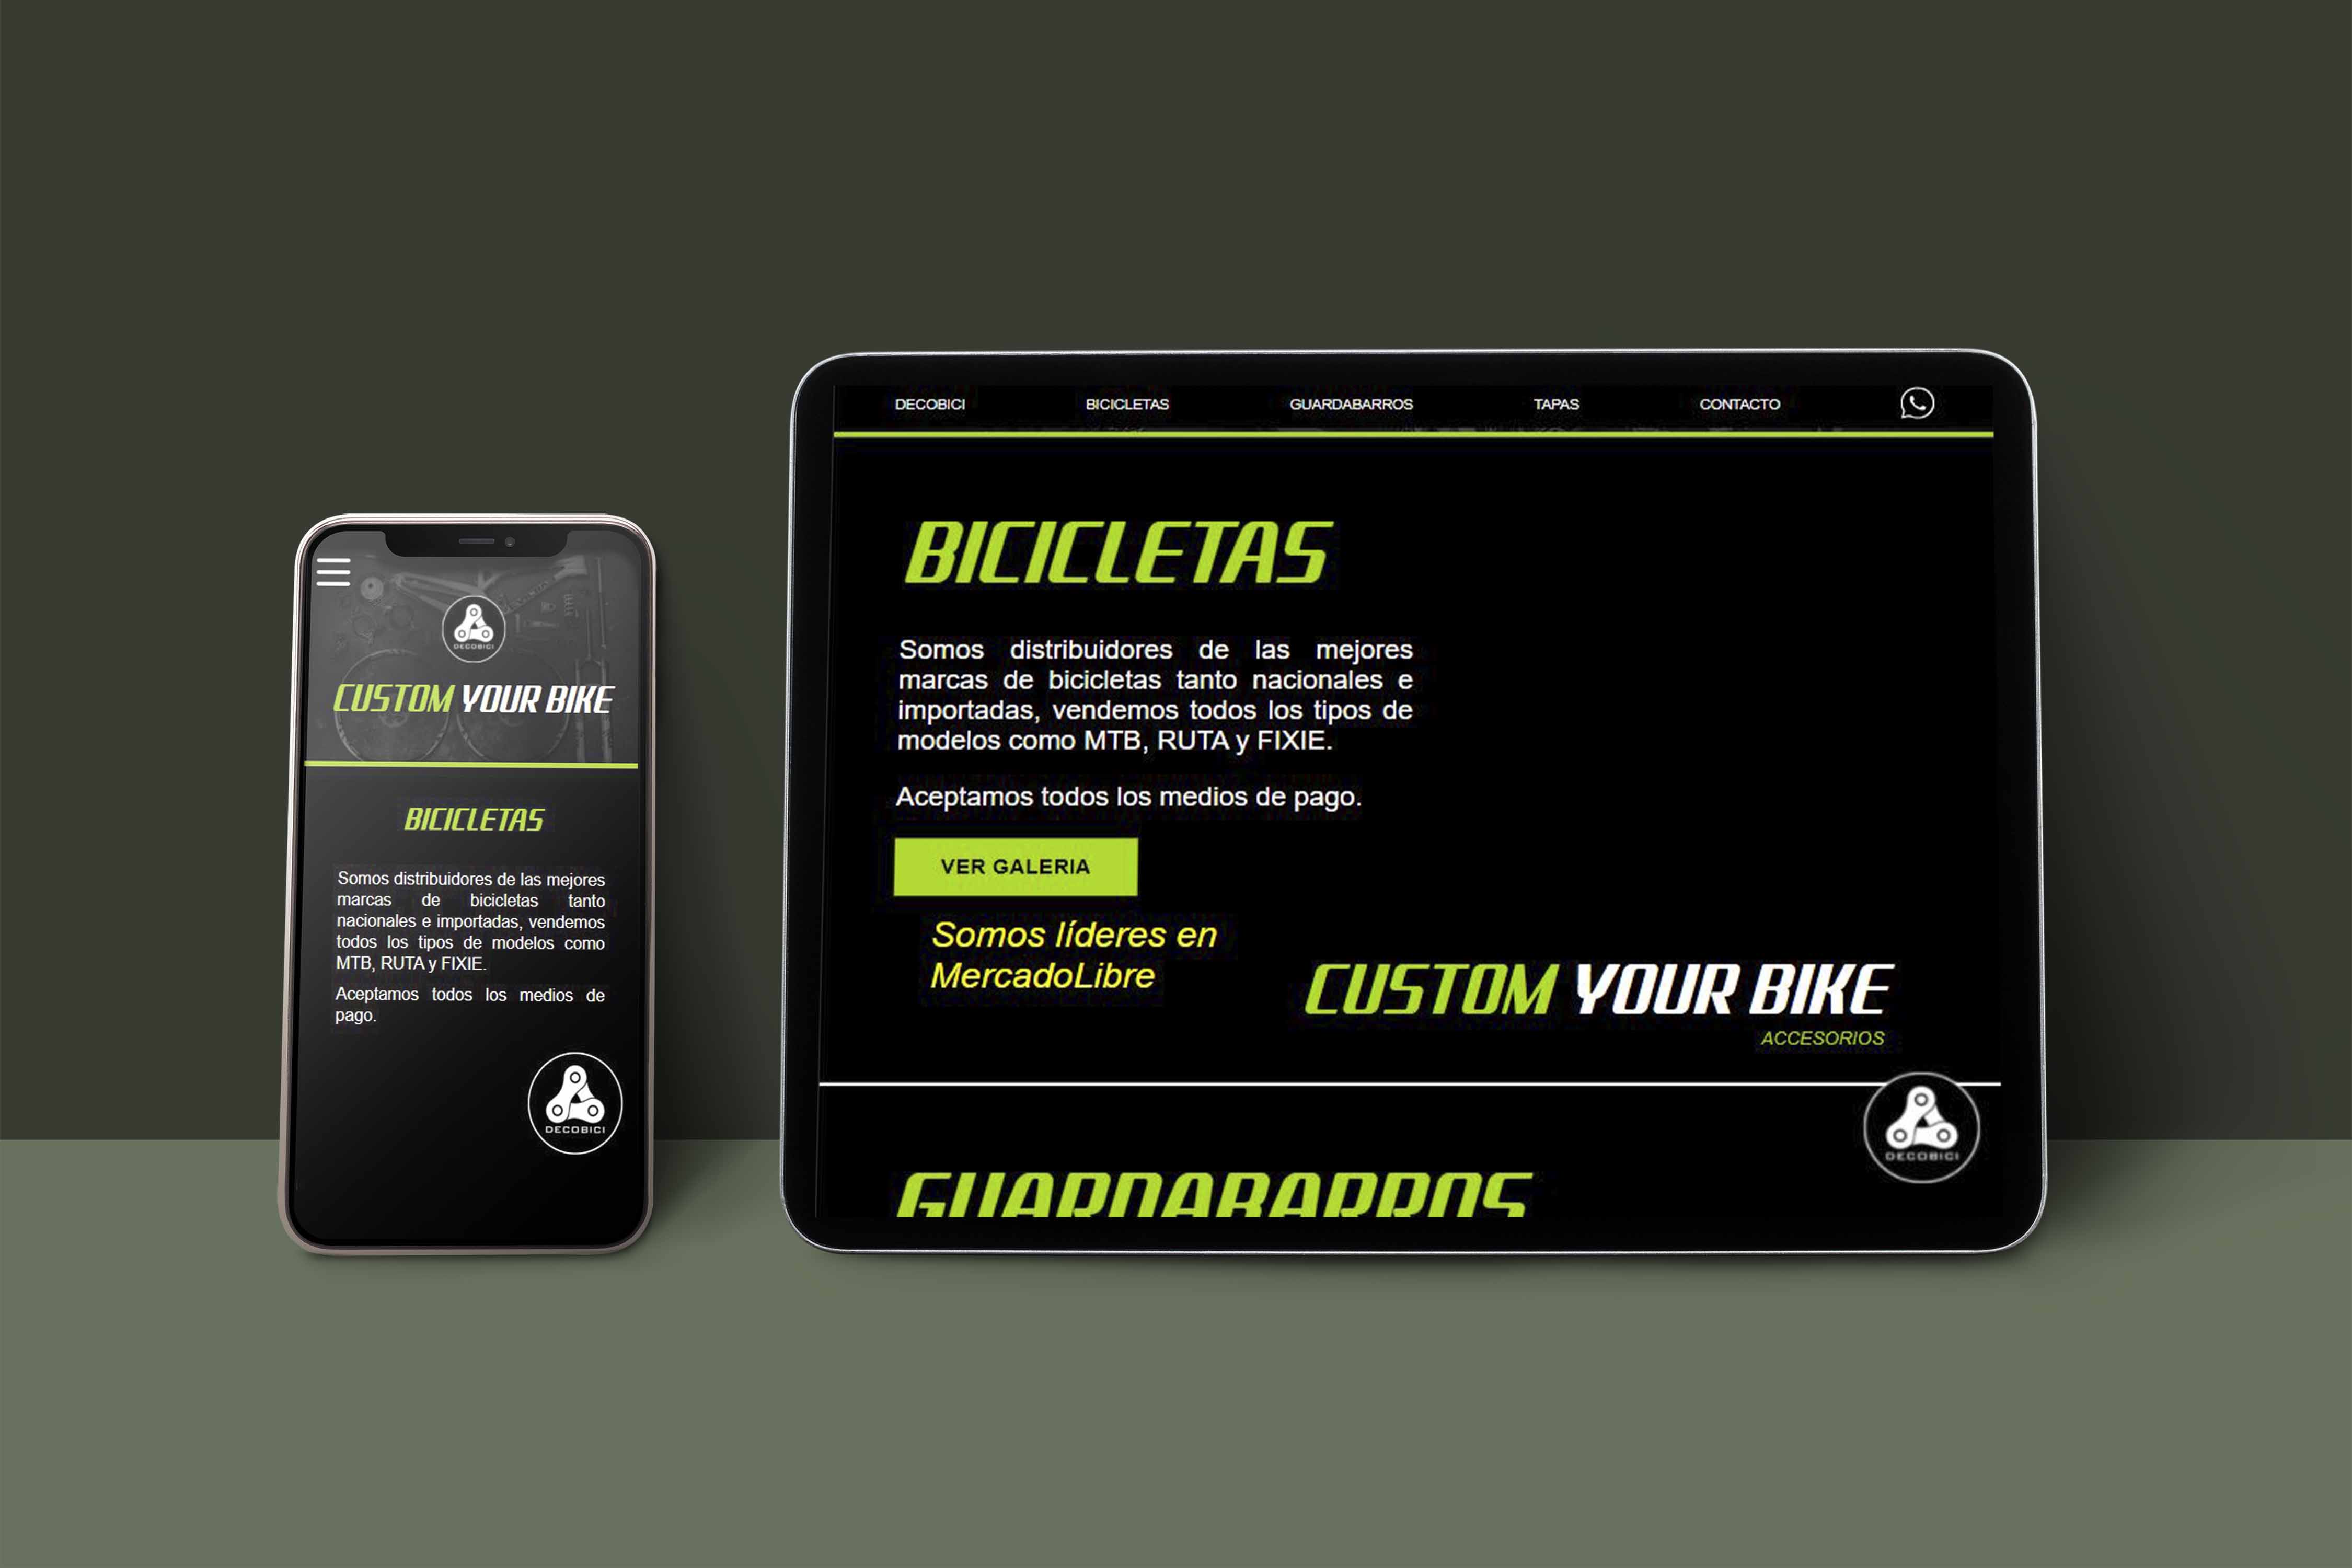 DECOBICI
CUSTOM YOUR BIKE
BICICLETAS
Somos distribuidores de las mejores
marcas de bicicletas tanto
nacionales e importadas, vendemos
todos los tipos de modelos como
MTB, RUTA y FIXIE.
Aceptamos todos los medios de
pago.
DECOBICI
DECOBICI BICICLETAS GUARDABARROS TAPAS CONTACTO
BICICLETAS
Somos distribuidores de las mejores
marcas de bicicletas tanto nacionales e
importadas, vendemos todos los tipos de
modelos como MTB, RUTA y FIXIE.
Aceptamos todos los medios de pago.
VER GALERIA
Somos líderes en
MercadoLibre
CUSTOM YOUR BIKE
ACCESORIOS
DECOBICI
GUARDABARROS